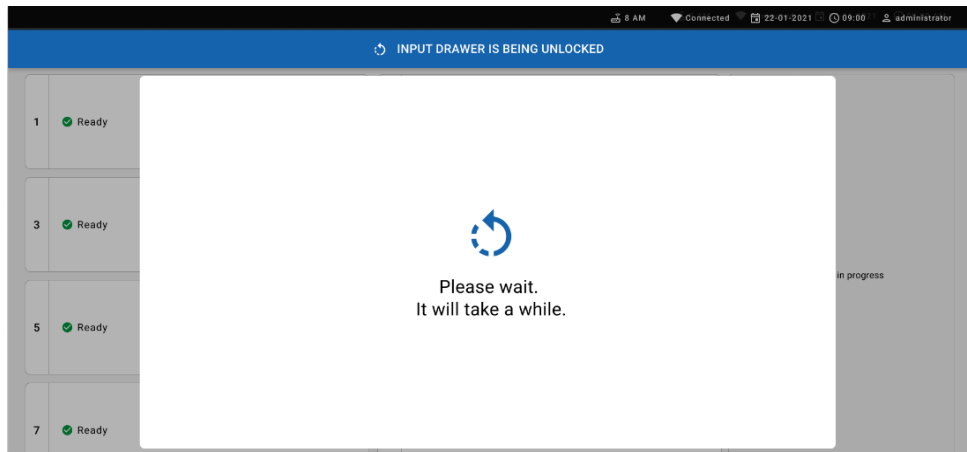 8 AM Connected 22-01-2021 09:00 administrator
INPUT DRAWER IS BEING UNLOCKED
1 Ready
3 Ready
in progress
Please wait.
It will take a while.
5 Ready
7 Ready